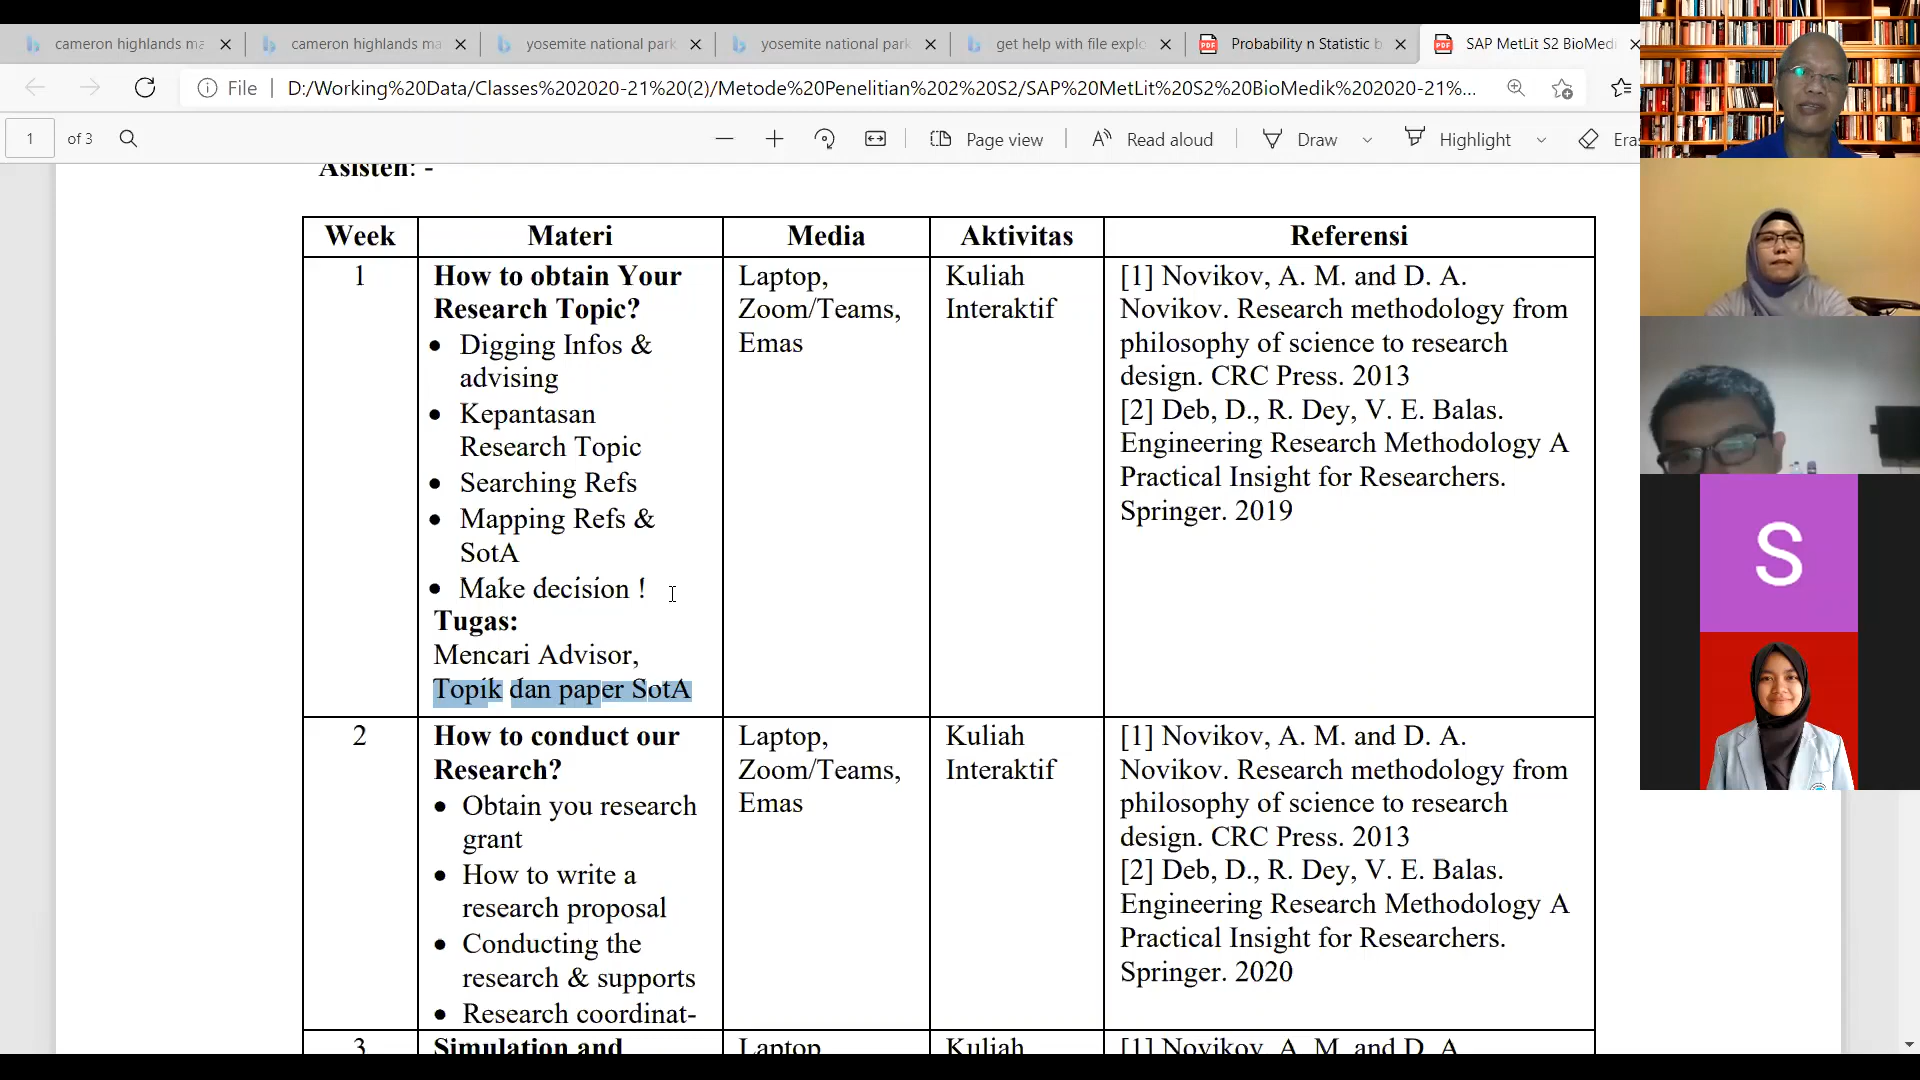 cameron highlands ma
cameron highlands ma
yosemite national park
yosemite national park
get help with file explo
Probability n Statistic b
SAP MetLit S2 BioMedi
File
D:/Working%20Data/Classes%202020-21%20(2)/Metode%20Penelitian%202%20S2/SAP%20MetLit%20S2%20BioMedik%202020-21%...
1 of 3
Page view
Read aloud
Draw
Highlight
Eras
Asisten: -
Week Materi Media Aktivitas Referensi
1
How to obtain Your
Research Topic?
• Digging Infos &
advising
• Kepantasan
Research Topic
• Searching Refs
• Mapping Refs &
SotA
• Make decision !
Tugas:
Mencari Advisor,
Topik dan paper SotA
Laptop,
Zoom/Teams,
Emas
Kuliah
Interaktif
[1] Novikov, A. M. and D. A.
Novikov. Research methodology from
philosophy of science to research
design. CRC Press. 2013
[2] Deb, D., R. Dey, V. E. Balas.
Engineering Research Methodology A
Practical Insight for Researchers.
Springer. 2019
2
How to conduct our
Research?
• Obtain you research
grant
• How to write a
research proposal
• Conducting the
research & supports
• Research coordinat-
Laptop,
Zoom/Teams,
Emas
Kuliah
Interaktif
[1] Novikov, A. M. and D. A.
Novikov. Research methodology from
philosophy of science to research
design. CRC Press. 2013
[2] Deb, D., R. Dey, V. E. Balas.
Engineering Research Methodology A
Practical Insight for Researchers.
Springer. 2020
3
Simulation and
Laptop
Kuliah
[1] Novikov, A. M. and D. A.
S